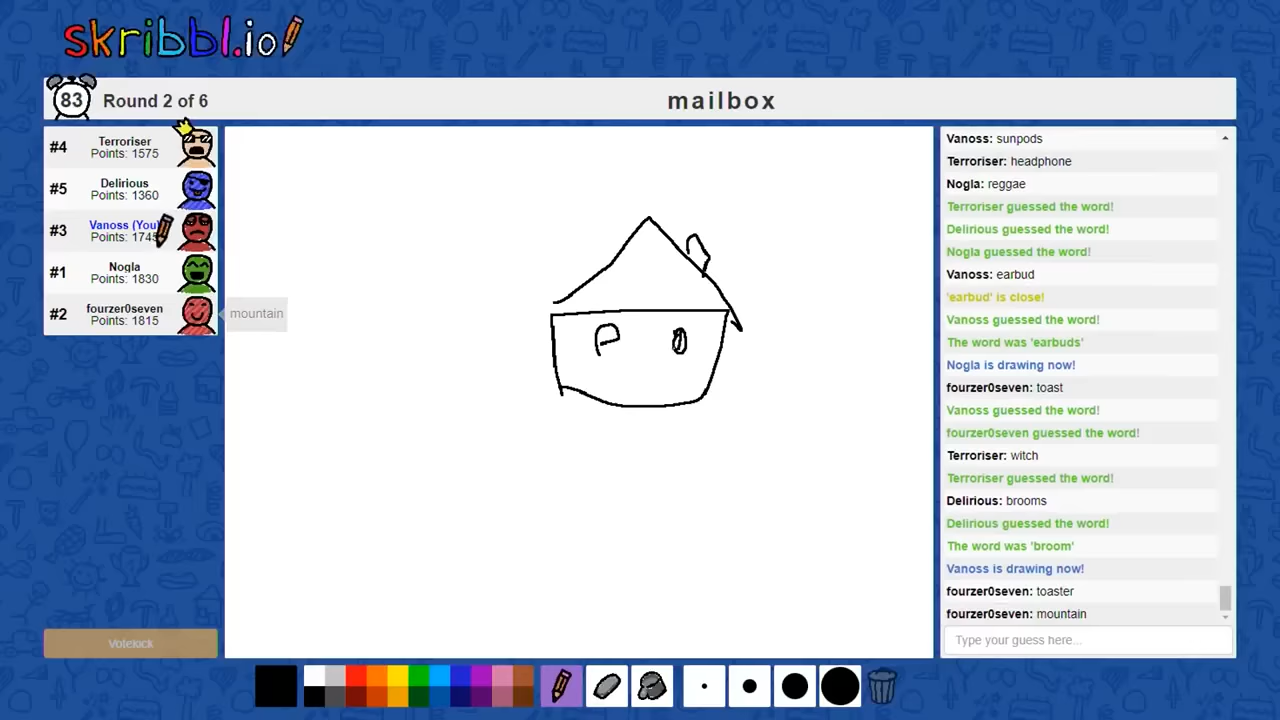 skribbl.io
83
Round 2 of 6
mailbox
#4
Terroriser
Points: 1575
#5
Delirious
Points: 1360
#3
Vanoss (You)
Points: 1745
#1
Nogla
Points: 1830
#2
fourzer0seven
Points: 1815
mountain
Vanoss: sunpods
Terroriser: headphone
Nogla: reggae
Terroriser guessed the word!
Delirious guessed the word!
Nogla guessed the word!
Vanoss: earbud
'earbud' is close!
Vanoss guessed the word!
The word was 'earbuds'
Nogla is drawing now!
fourzer0seven: toast
Vanoss guessed the word!
fourzer0seven guessed the word!
Terroriser: witch
Terroriser guessed the word!
Delirious: brooms
Delirious guessed the word!
The word was 'broom'
Vanoss is drawing now!
fourzer0seven: toaster
fourzer0seven: mountain
Type your guess here...
Votekick